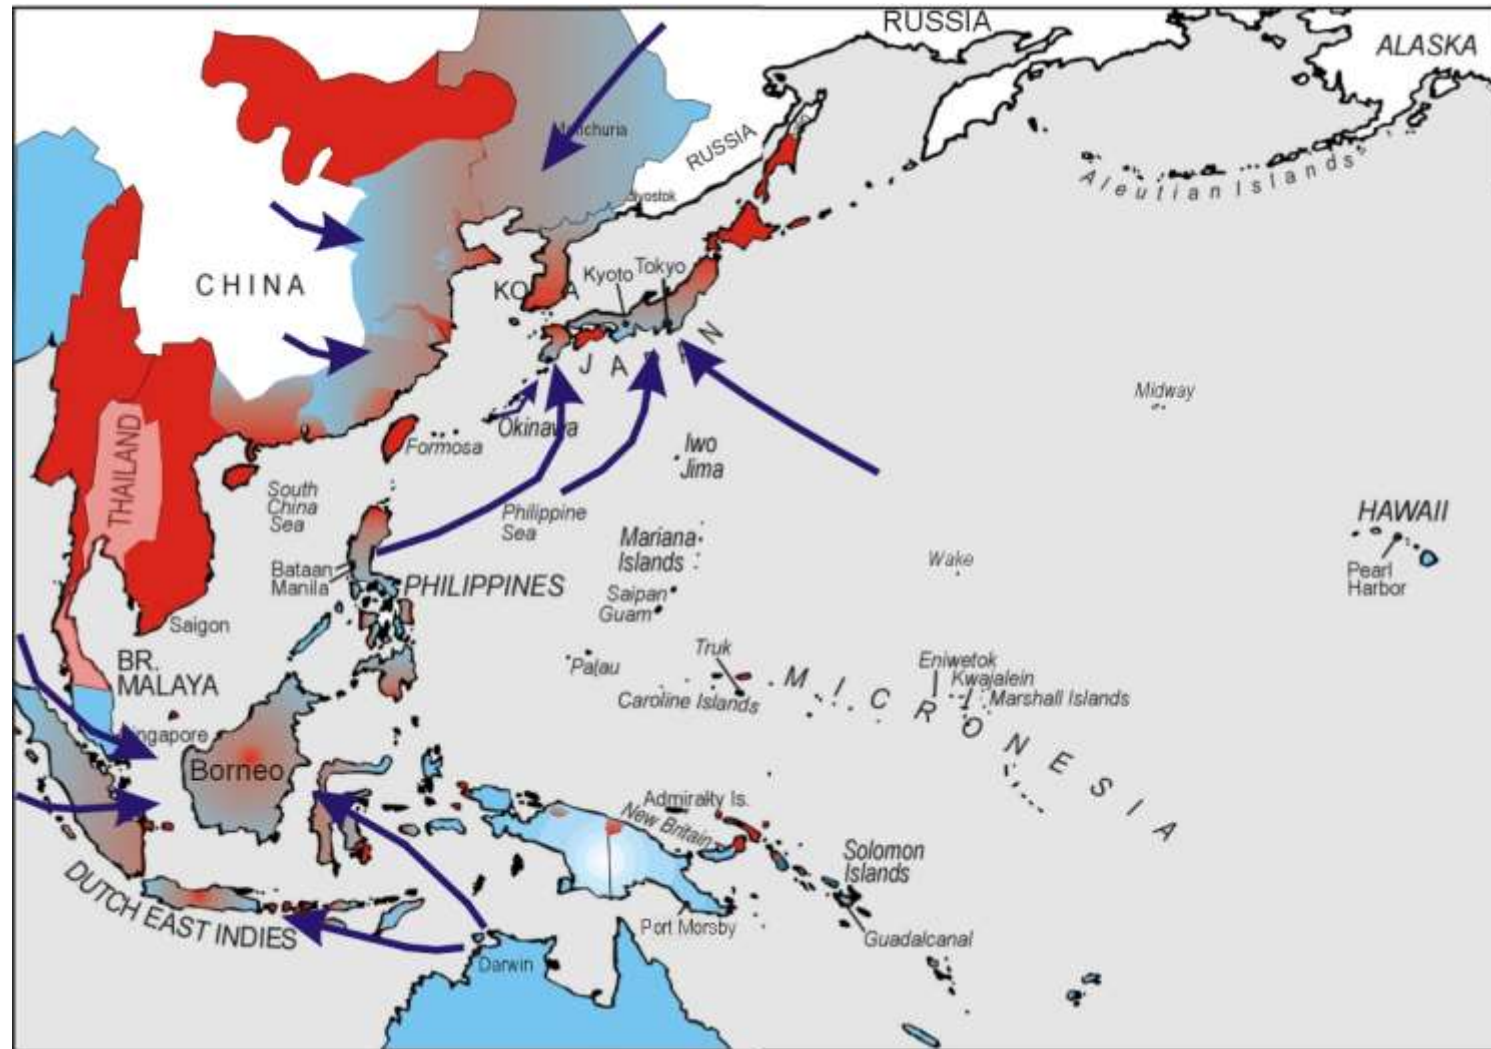 RUSSIA
ALASKA
Manchuria
RUSSIA
Aleutian Islands
CHINA
Kyoto
Tokyo
JAPAN
Midway
Okinawa
Formosa
Iwo
Jima
THAILAND
South
China
Sea
Philippine
Sea
HAWAII
Mariana
Islands
Wake
Pearl
Harbor
Bataan
Manila
PHILIPPINES
Saipan
Guam
Saigon
BR.
MALAYA
Palau
Truk
Caroline Islands
MICRONESIA
Eniwetok
Kwajalein
Marshall Islands
Singapore
Borneo
Admiralty Is.
New Britain
Solomon
Islands
DUTCH EAST INDIES
Port Morsby
Guadalcanal
Darwin